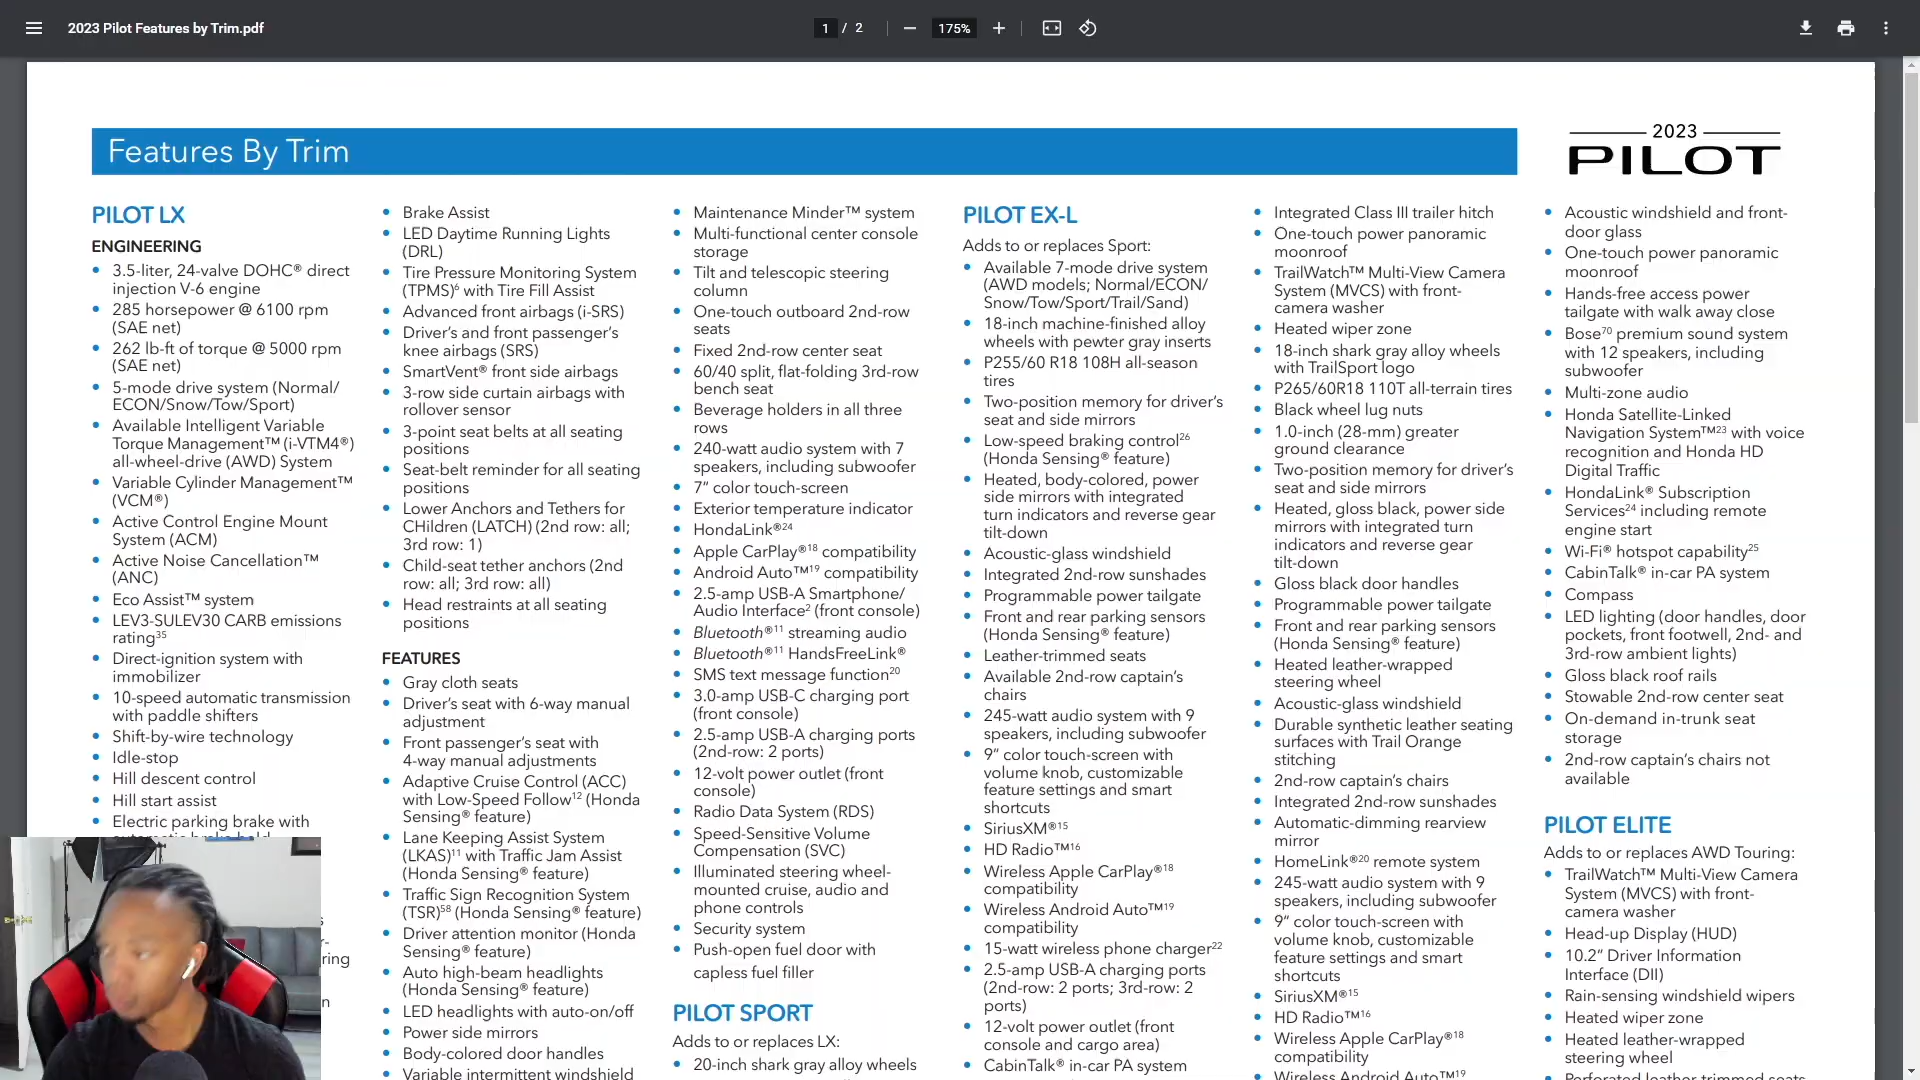 2023 Pilot Features by Trim.pdf
1 / 2
175%
Features By Trim
2023
PILOT
PILOT LX
ENGINEERING
• 3.5-liter, 24-valve DOHC® direct
injection V-6 engine
• 285 horsepower @ 6100 rpm
(SAE net)
• 262 lb-ft of torque @ 5000 rpm
(SAE net)
• 5-mode drive system (Normal/
ECON/Snow/Tow/Sport)
• Available Intelligent Variable
Torque Management™ (i-VTM4®)
all-wheel-drive (AWD) System
• Variable Cylinder Management™
(VCM®)
• Active Control Engine Mount
System (ACM)
• Active Noise Cancellation™
(ANC)
• Eco Assist™ system
• LEV3-SULEV30 CARB emissions
rating35
• Direct-ignition system with
immobilizer
• 10-speed automatic transmission
with paddle shifters
• Shift-by-wire technology
• Idle-stop
• Hill descent control
• Hill start assist
• Electric parking brake with
• Brake Assist
• LED Daytime Running Lights
(DRL)
• Tire Pressure Monitoring System
(TPMS)6 with Tire Fill Assist
• Advanced front airbags (i-SRS)
• Driver’s and front passenger’s
knee airbags (SRS)
• SmartVent® front side airbags
• 3-row side curtain airbags with
rollover sensor
• 3-point seat belts at all seating
positions
• Seat-belt reminder for all seating
positions
• Lower Anchors and Tethers for
CHildren (LATCH) (2nd row: all;
3rd row: 1)
• Child-seat tether anchors (2nd
row: all; 3rd row: all)
• Head restraints at all seating
positions
FEATURES
• Gray cloth seats
• Driver’s seat with 6-way manual
adjustment
• Front passenger’s seat with
4-way manual adjustments
• Adaptive Cruise Control (ACC)
with Low-Speed Follow12 (Honda
Sensing® feature)
• Lane Keeping Assist System
(LKAS)11 with Traffic Jam Assist
(Honda Sensing® feature)
• Traffic Sign Recognition System
(TSR)58 (Honda Sensing® feature)
• Driver attention monitor (Honda
Sensing® feature)
• Auto high-beam headlights
(Honda Sensing® feature)
• LED headlights with auto-on/off
• Power side mirrors
• Body-colored door handles
• Variable intermittent windshield
• Maintenance Minder™ system
• Multi-functional center console
storage
• Tilt and telescopic steering
column
• One-touch outboard 2nd-row
seats
• Fixed 2nd-row center seat
• 60/40 split, flat-folding 3rd-row
bench seat
• Beverage holders in all three
rows
• 240-watt audio system with 7
speakers, including subwoofer
• 7” color touch-screen
• Exterior temperature indicator
• HondaLink®24
• Apple CarPlay®18 compatibility
• Android Auto™19 compatibility
• 2.5-amp USB-A Smartphone/
Audio Interface2 (front console)
• Bluetooth®11 streaming audio
• Bluetooth®11 HandsFreeLink®
• SMS text message function20
• 3.0-amp USB-C charging port
(front console)
• 2.5-amp USB-A charging ports
(2nd-row: 2 ports)
• 12-volt power outlet (front
console)
• Radio Data System (RDS)
• Speed-Sensitive Volume
Compensation (SVC)
• Illuminated steering wheel-
mounted cruise, audio and
phone controls
• Security system
• Push-open fuel door with
capless fuel filler
PILOT SPORT
Adds to or replaces LX:
• 20-inch shark gray alloy wheels
PILOT EX-L
Adds to or replaces Sport:
• Available 7-mode drive system
(AWD models; Normal/ECON/
Snow/Tow/Sport/Trail/Sand)
• 18-inch machine-finished alloy
wheels with pewter gray inserts
• P255/60 R18 108H all-season
tires
• Two-position memory for driver’s
seat and side mirrors
• Low-speed braking control26
(Honda Sensing® feature)
• Heated, body-colored, power
side mirrors with integrated
turn indicators and reverse gear
tilt-down
• Acoustic-glass windshield
• Integrated 2nd-row sunshades
• Programmable power tailgate
• Front and rear parking sensors
(Honda Sensing® feature)
• Leather-trimmed seats
• Available 2nd-row captain’s
chairs
• 245-watt audio system with 9
speakers, including subwoofer
• 9” color touch-screen with
volume knob, customizable
feature settings and smart
shortcuts
• SiriusXM®15
• HD Radio™16
• Wireless Apple CarPlay®18
compatibility
• Wireless Android Auto™19
compatibility
• 15-watt wireless phone charger22
• 2.5-amp USB-A charging ports
(2nd-row: 2 ports; 3rd-row: 2
ports)
• 12-volt power outlet (front
console and cargo area)
• CabinTalk® in-car PA system
• Integrated Class III trailer hitch
• One-touch power panoramic
moonroof
• TrailWatch™ Multi-View Camera
System (MVCS) with front-
camera washer
• Heated wiper zone
• 18-inch shark gray alloy wheels
with TrailSport logo
• P265/60R18 110T all-terrain tires
• Black wheel lug nuts
• 1.0-inch (28-mm) greater
ground clearance
• Two-position memory for driver’s
seat and side mirrors
• Heated, gloss black, power side
mirrors with integrated turn
indicators and reverse gear
tilt-down
• Gloss black door handles
• Programmable power tailgate
• Front and rear parking sensors
(Honda Sensing® feature)
• Heated leather-wrapped
steering wheel
• Acoustic-glass windshield
• Durable synthetic leather seating
surfaces with Trail Orange
stitching
• 2nd-row captain’s chairs
• Integrated 2nd-row sunshades
• Automatic-dimming rearview
mirror
• HomeLink®20 remote system
• 245-watt audio system with 9
speakers, including subwoofer
• 9” color touch-screen with
volume knob, customizable
feature settings and smart
shortcuts
• SiriusXM®15
• HD Radio™16
• Wireless Apple CarPlay®18
compatibility
• Wireless Android Auto™19
• Acoustic windshield and front-
door glass
• One-touch power panoramic
moonroof
• Hands-free access power
tailgate with walk away close
• Bose70 premium sound system
with 12 speakers, including
subwoofer
• Multi-zone audio
• Honda Satellite-Linked
Navigation System™23 with voice
recognition and Honda HD
Digital Traffic
• HondaLink® Subscription
Services24 including remote
engine start
• Wi-Fi® hotspot capability25
• CabinTalk® in-car PA system
• Compass
• LED lighting (door handles, door
pockets, front footwell, 2nd- and
3rd-row ambient lights)
• Gloss black roof rails
• Stowable 2nd-row center seat
• On-demand in-trunk seat
storage
• 2nd-row captain’s chairs not
available
PILOT ELITE
Adds to or replaces AWD Touring:
• TrailWatch™ Multi-View Camera
System (MVCS) with front-
camera washer
• Head-up Display (HUD)
• 10.2” Driver Information
Interface (DII)
• Rain-sensing windshield wipers
• Heated wiper zone
• Heated leather-wrapped
steering wheel
• Perforated leather-trimmed seats